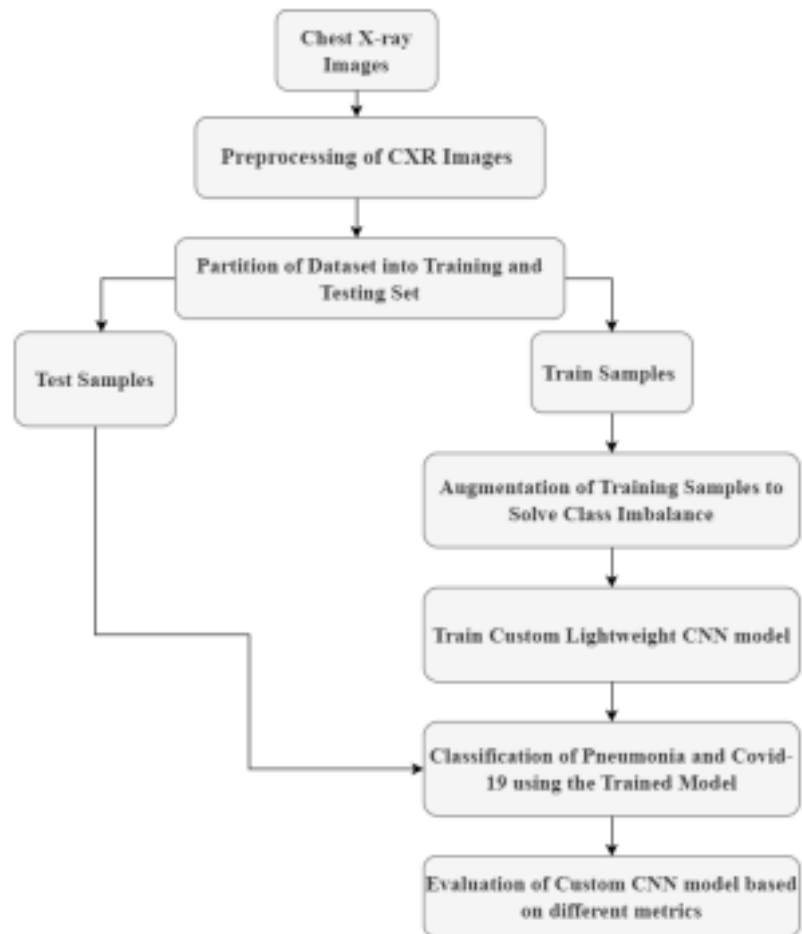 Chest X-ray
Images
Preprocessing of CXR Images
Partition of Dataset into Training and
Testing Set
Test Samples
Train Samples
Augmentation of Training Samples to
Solve Class Imbalance
Train Custom Lightweight CNN model
Classification of Pneumonia and Covid-
19 using the Trained Model
Evaluation of Custom CNN model based
on different metrics